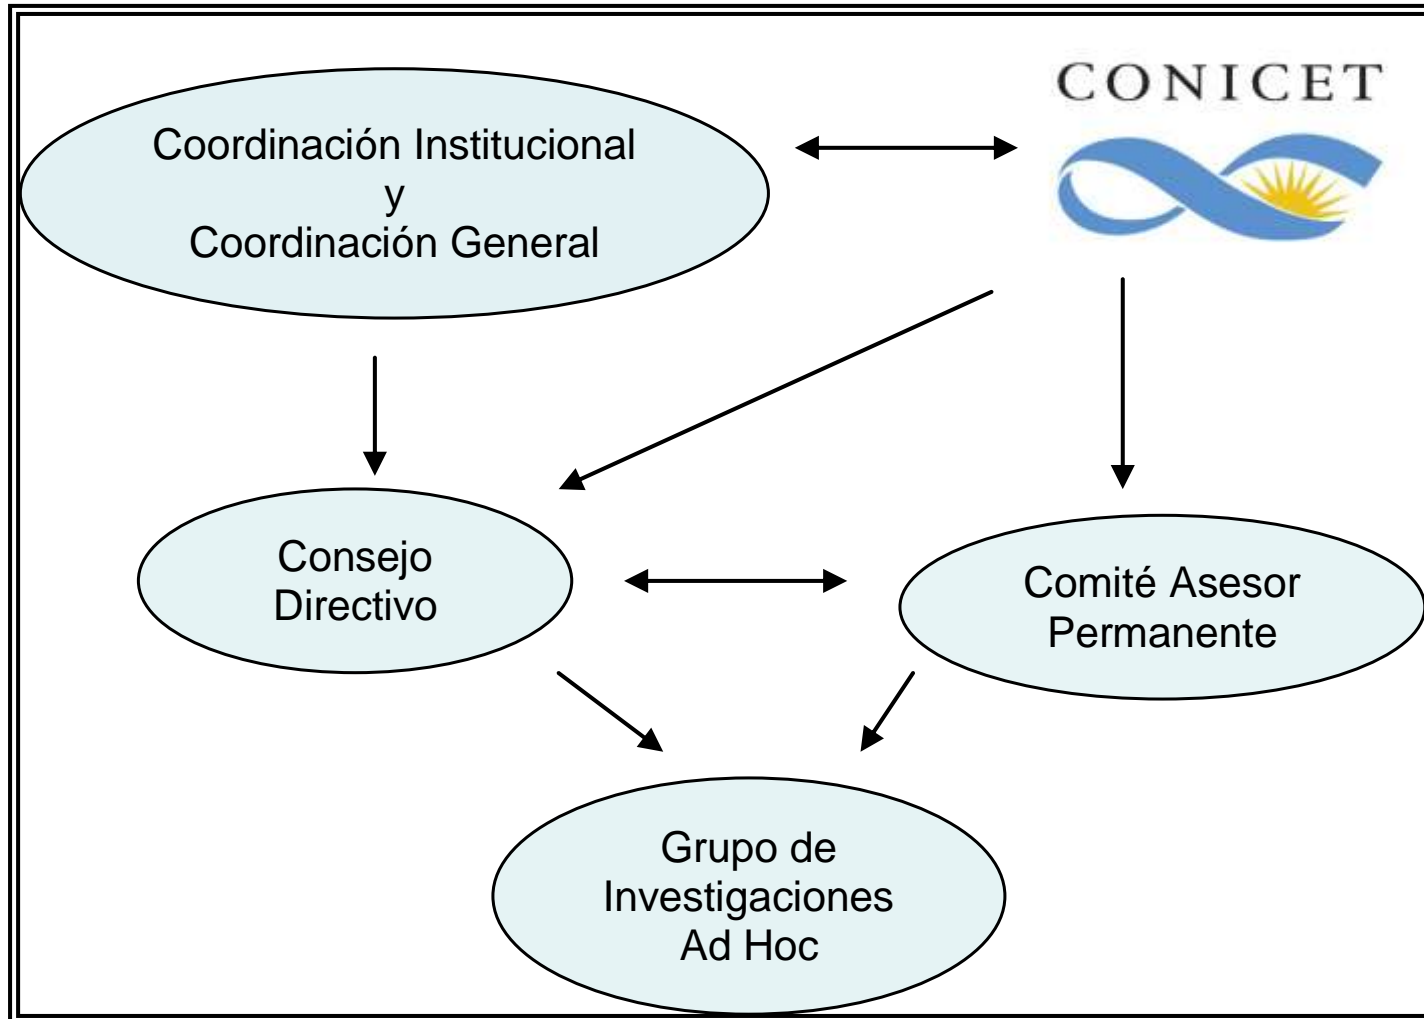 CONICET
Coordinación Institucional
y
Coordinación General
Consejo
Directivo
Comité Asesor
Permanente
Grupo de
Investigaciones
Ad Hoc